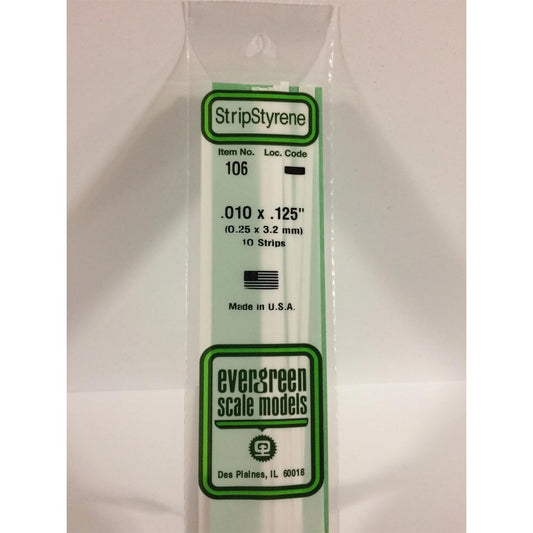 StripStyrene
Item No. Loc. Code
106
.010 x .125"
(0.25 x 3.2 mm)
10 Strips
Made in U.S.A.
evergreen
scale models
Des Plaines, IL 60018